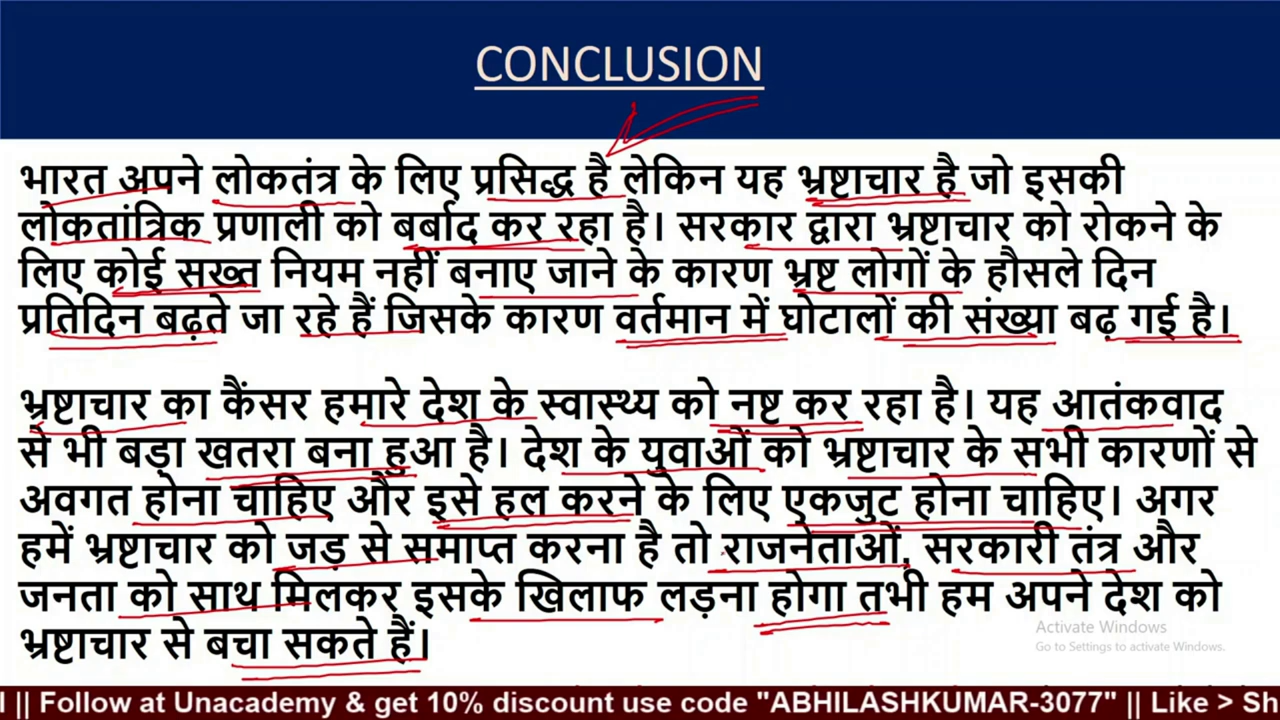 CONCLUSION
भारत अपने लोकतंत्र के लिए प्रसिद्ध है लेकिन यह भ्रष्टाचार है जो इसकी
लोकतांत्रिक प्रणाली को बर्बाद कर रहा है। सरकार द्वारा भ्रष्टाचार को रोकने के
लिए कोई सख्त नियम नहीं बनाए जाने के कारण भ्रष्ट लोगों के हौसले दिन
प्रतिदिन बढ़ते जा रहे हैं जिसके कारण वर्तमान में घोटालों की संख्या बढ़ गई है।
भ्रष्टाचार का कैंसर हमारे देश के स्वास्थ्य को नष्ट कर रहा है। यह आतंकवाद
से भी बड़ा खतरा बना हुआ है। देश के युवाओं को भ्रष्टाचार के सभी कारणों से
अवगत होना चाहिए और इसे हल करने के लिए एकजुट होना चाहिए। अगर
हमें भ्रष्टाचार को जड़ से समाप्त करना है तो राजनेताओं, सरकारी तंत्र और
जनता को साथ मिलकर इसके खिलाफ लड़ना होगा तभी हम अपने देश को
भ्रष्टाचार से बचा सकते हैं।
Activate Windows
Go to Settings to activate Windows.
|| Follow at Unacademy & get 10% discount use code "ABHILASHKUMAR-3077" || Like > Sh